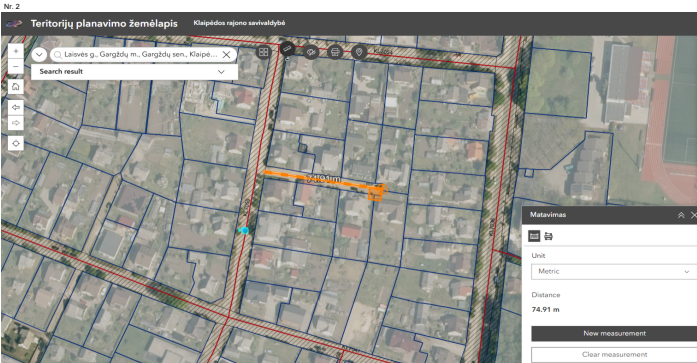 Nr. 2
Teritorijų planavimo žemėlapis Klaipėdos rajono savivaldybė
Laisvės g., Gargždų m., Gargždų sen., Klaipė...
Search result
Matavimas
Unit
Metric
Distance
74.91 m
New measurement
Clear measurement